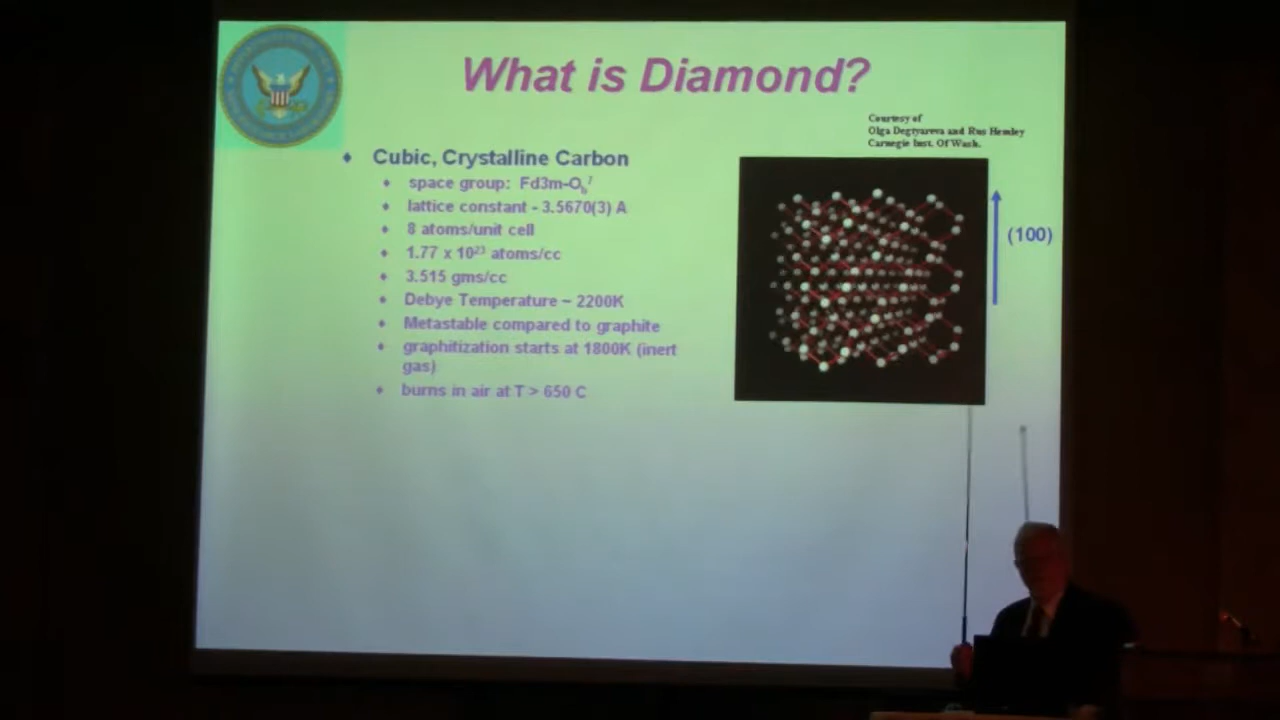 What is Diamond?
Courtesy of
Olga Degtyareva and Rus Hemley
Carnegie Inst. Of Wash.
♦ Cubic, Crystalline Carbon
♦ space group: Fd3m-Oₕ⁷
♦ lattice constant - 3.5670(3) A
♦ 8 atoms/unit cell
♦ 1.77 x 10²³ atoms/cc
♦ 3.515 gms/cc
♦ Debye Temperature ~ 2200K
♦ Metastable compared to graphite
♦ graphitization starts at 1800K (inert
gas)
♦ burns in air at T > 650 C
(100)